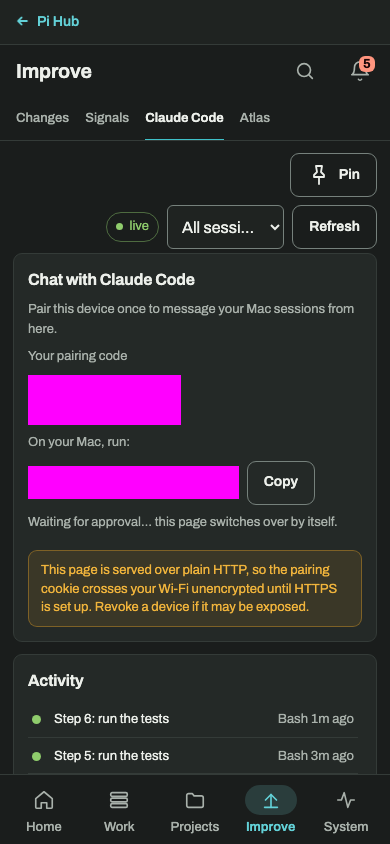 Pi Hub
Improve
5
Changes Signals Claude Code Atlas
Pin
live All sessi... Refresh
Chat with Claude Code
Pair this device once to message your Mac sessions from
here.
Your pairing code
On your Mac, run:
Copy
Waiting for approval... this page switches over by itself.
This page is served over plain HTTP, so the pairing
cookie crosses your Wi-Fi unencrypted until HTTPS
is set up. Revoke a device if it may be exposed.
Activity
Step 6: run the tests Bash 1m ago
Step 5: run the tests Bash 3m ago
Home Work Projects Improve System